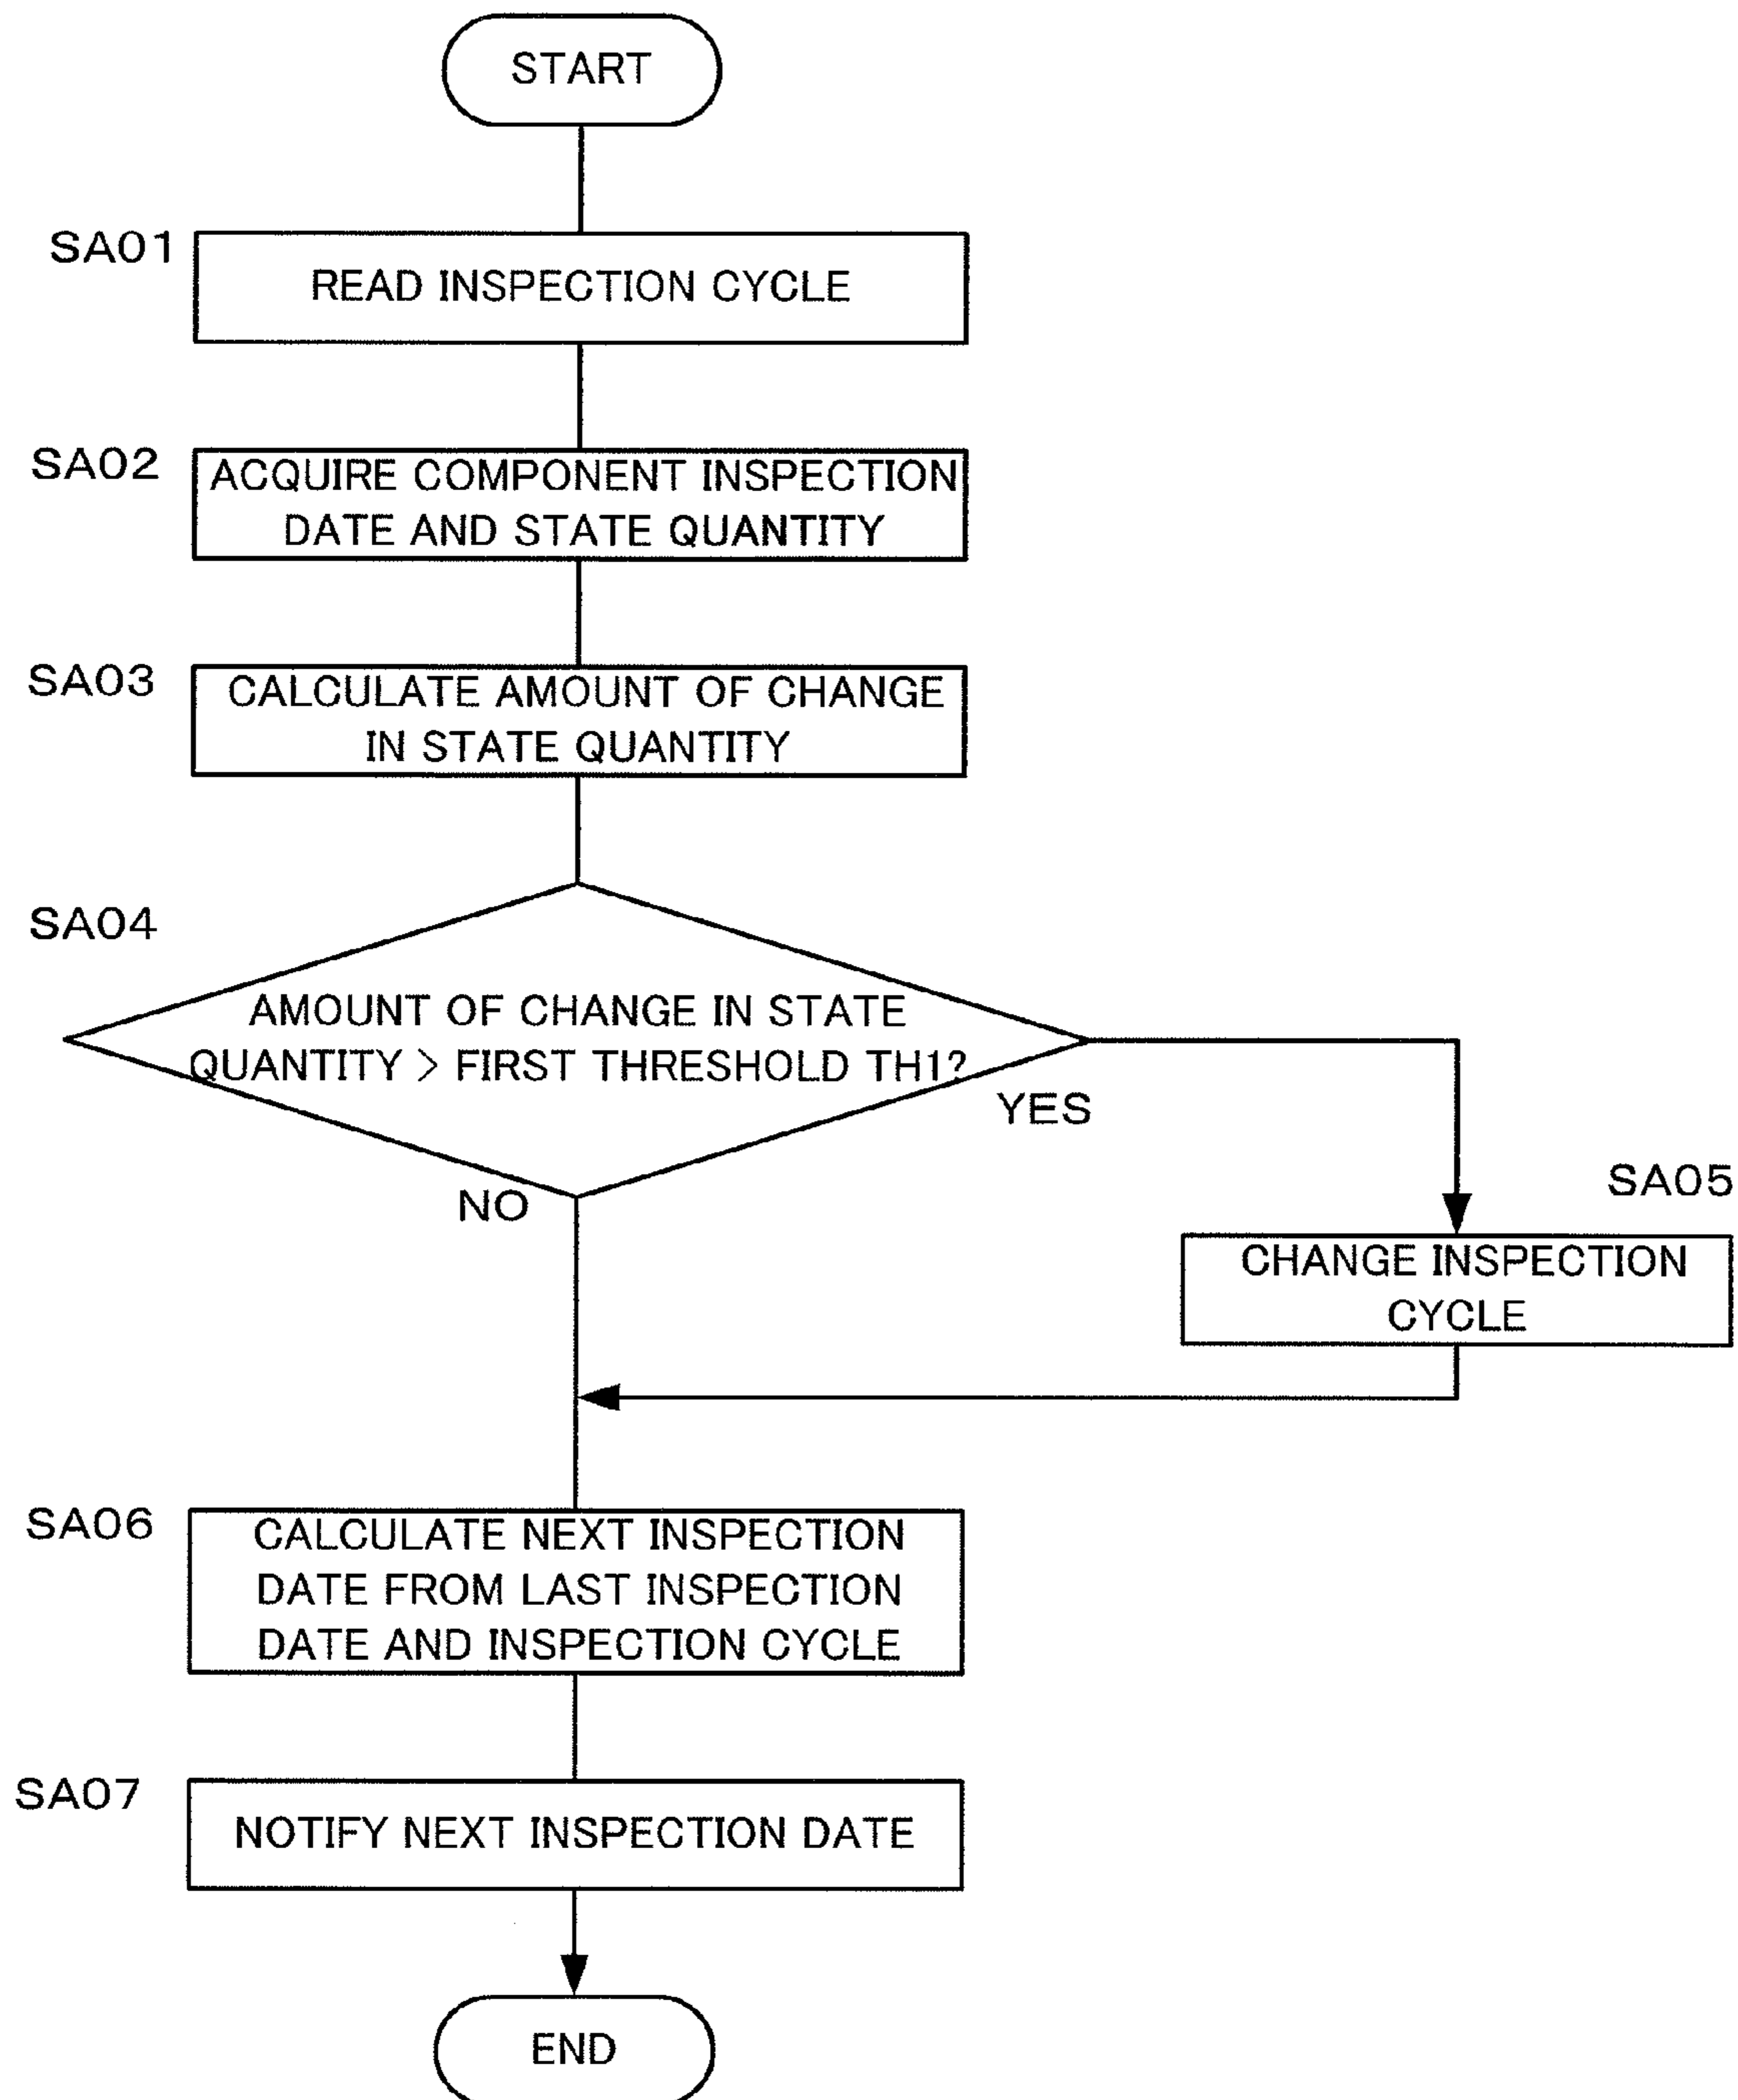 START
SA01
READ INSPECTION CYCLE
SA02
ACQUIRE COMPONENT INSPECTION
DATE AND STATE QUANTITY
SA03
CALCULATE AMOUNT OF CHANGE
IN STATE QUANTITY
SA04
AMOUNT OF CHANGE IN STATE
QUANTITY > FIRST THRESHOLD TH1?
YES
NO
SA05
CHANGE INSPECTION
CYCLE
SA06
CALCULATE NEXT INSPECTION
DATE FROM LAST INSPECTION
DATE AND INSPECTION CYCLE
SA07
NOTIFY NEXT INSPECTION DATE
END